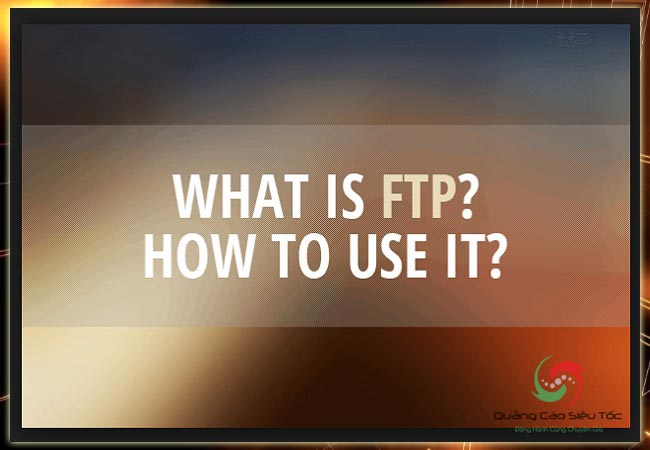 WHAT IS FTP?
HOW TO USE IT?
Quảng Cáo Siêu Tốc
Đồng Hành Cùng Chuyên Gia